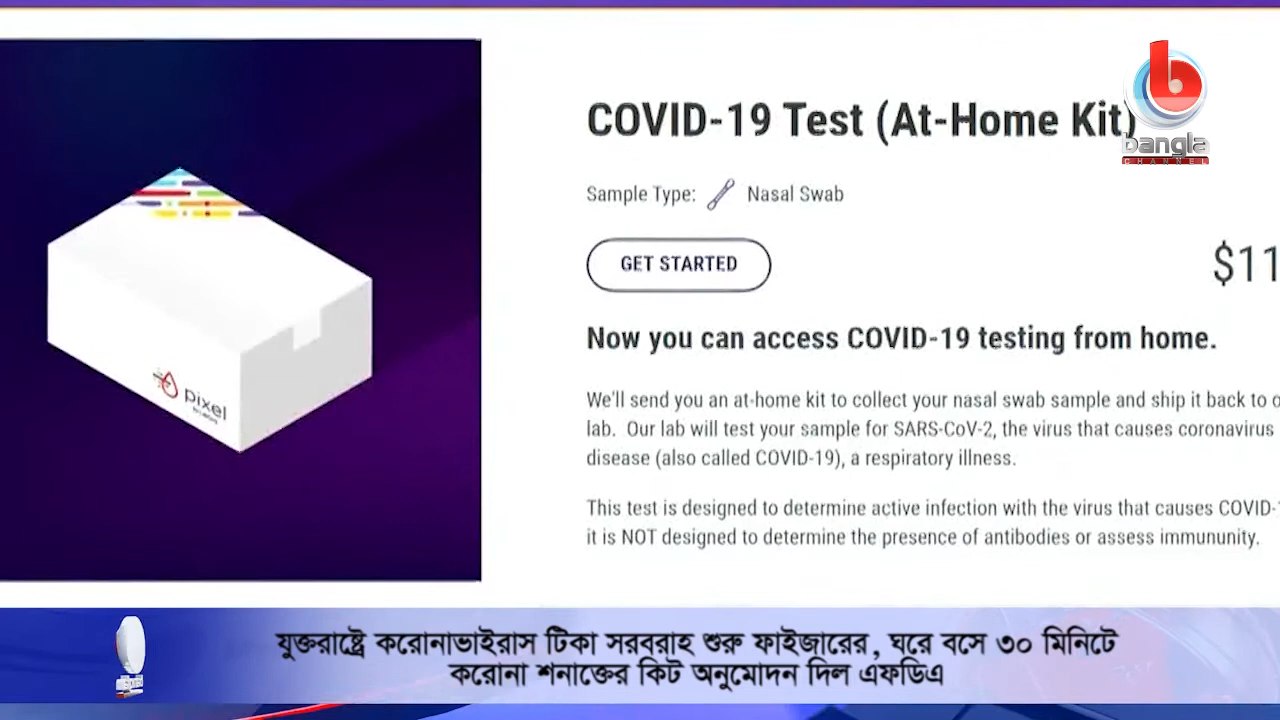 COVID-19 Test (At-Home Kit)
Sample Type: Nasal Swab
GET STARTED
$11
Now you can access COVID-19 testing from home.
We'll send you an at-home kit to collect your nasal swab sample and ship it back to o
lab. Our lab will test your sample for SARS-CoV-2, the virus that causes coronavirus
disease (also called COVID-19), a respiratory illness.
This test is designed to determine active infection with the virus that causes COVID-1
it is NOT designed to determine the presence of antibodies or assess immununity.
pixel
b
bangla
CHANNEL
যুক্তরাষ্ট্রে করোনাভাইরাস টিকা সরবরাহ শুরু ফাইজারের, ঘরে বসে ৩০ মিনিটে
করোনা শনাক্তের কিট অনুমোদন দিল এফডিএ